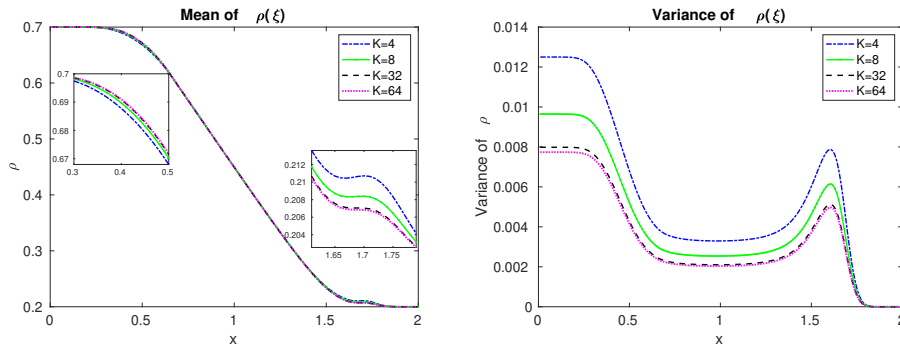 Mean of ρ(ξ)
0.7
0.6
0.5
0.4
0.3
0.2
ρ
0 0.5 1 1.5 2
x
K=4
K=8
K=32
K=64
0.7
0.69
0.68
0.67
0.3 0.4 0.5
0.212
0.21
0.208
0.206
0.204
1.65 1.7 1.75
Variance of ρ(ξ)
0.014
0.012
0.01
0.008
0.006
0.004
0.002
0
Variance of ρ
0 0.5 1 1.5 2
x
K=4
K=8
K=32
K=64